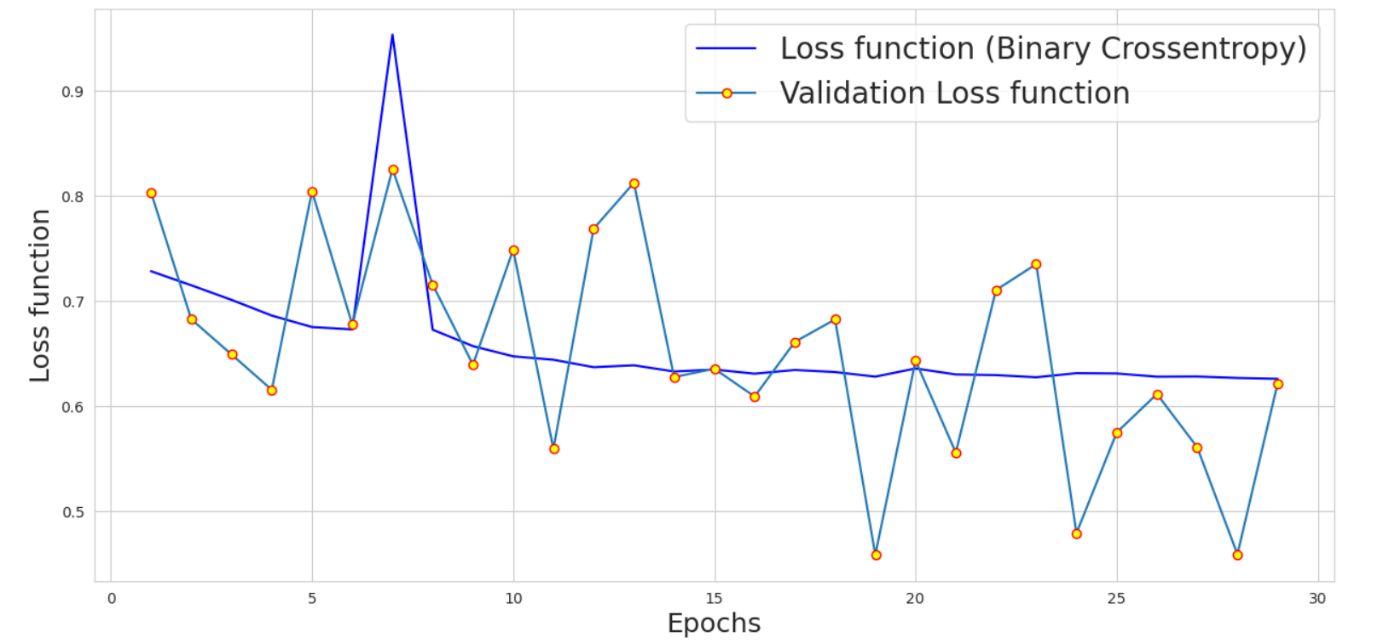 Loss function (Binary Crossentropy)
Validation Loss function
Loss function
0.9
0.8
0.7
0.6
0.5
0 5 10 15 20 25 30
Epochs